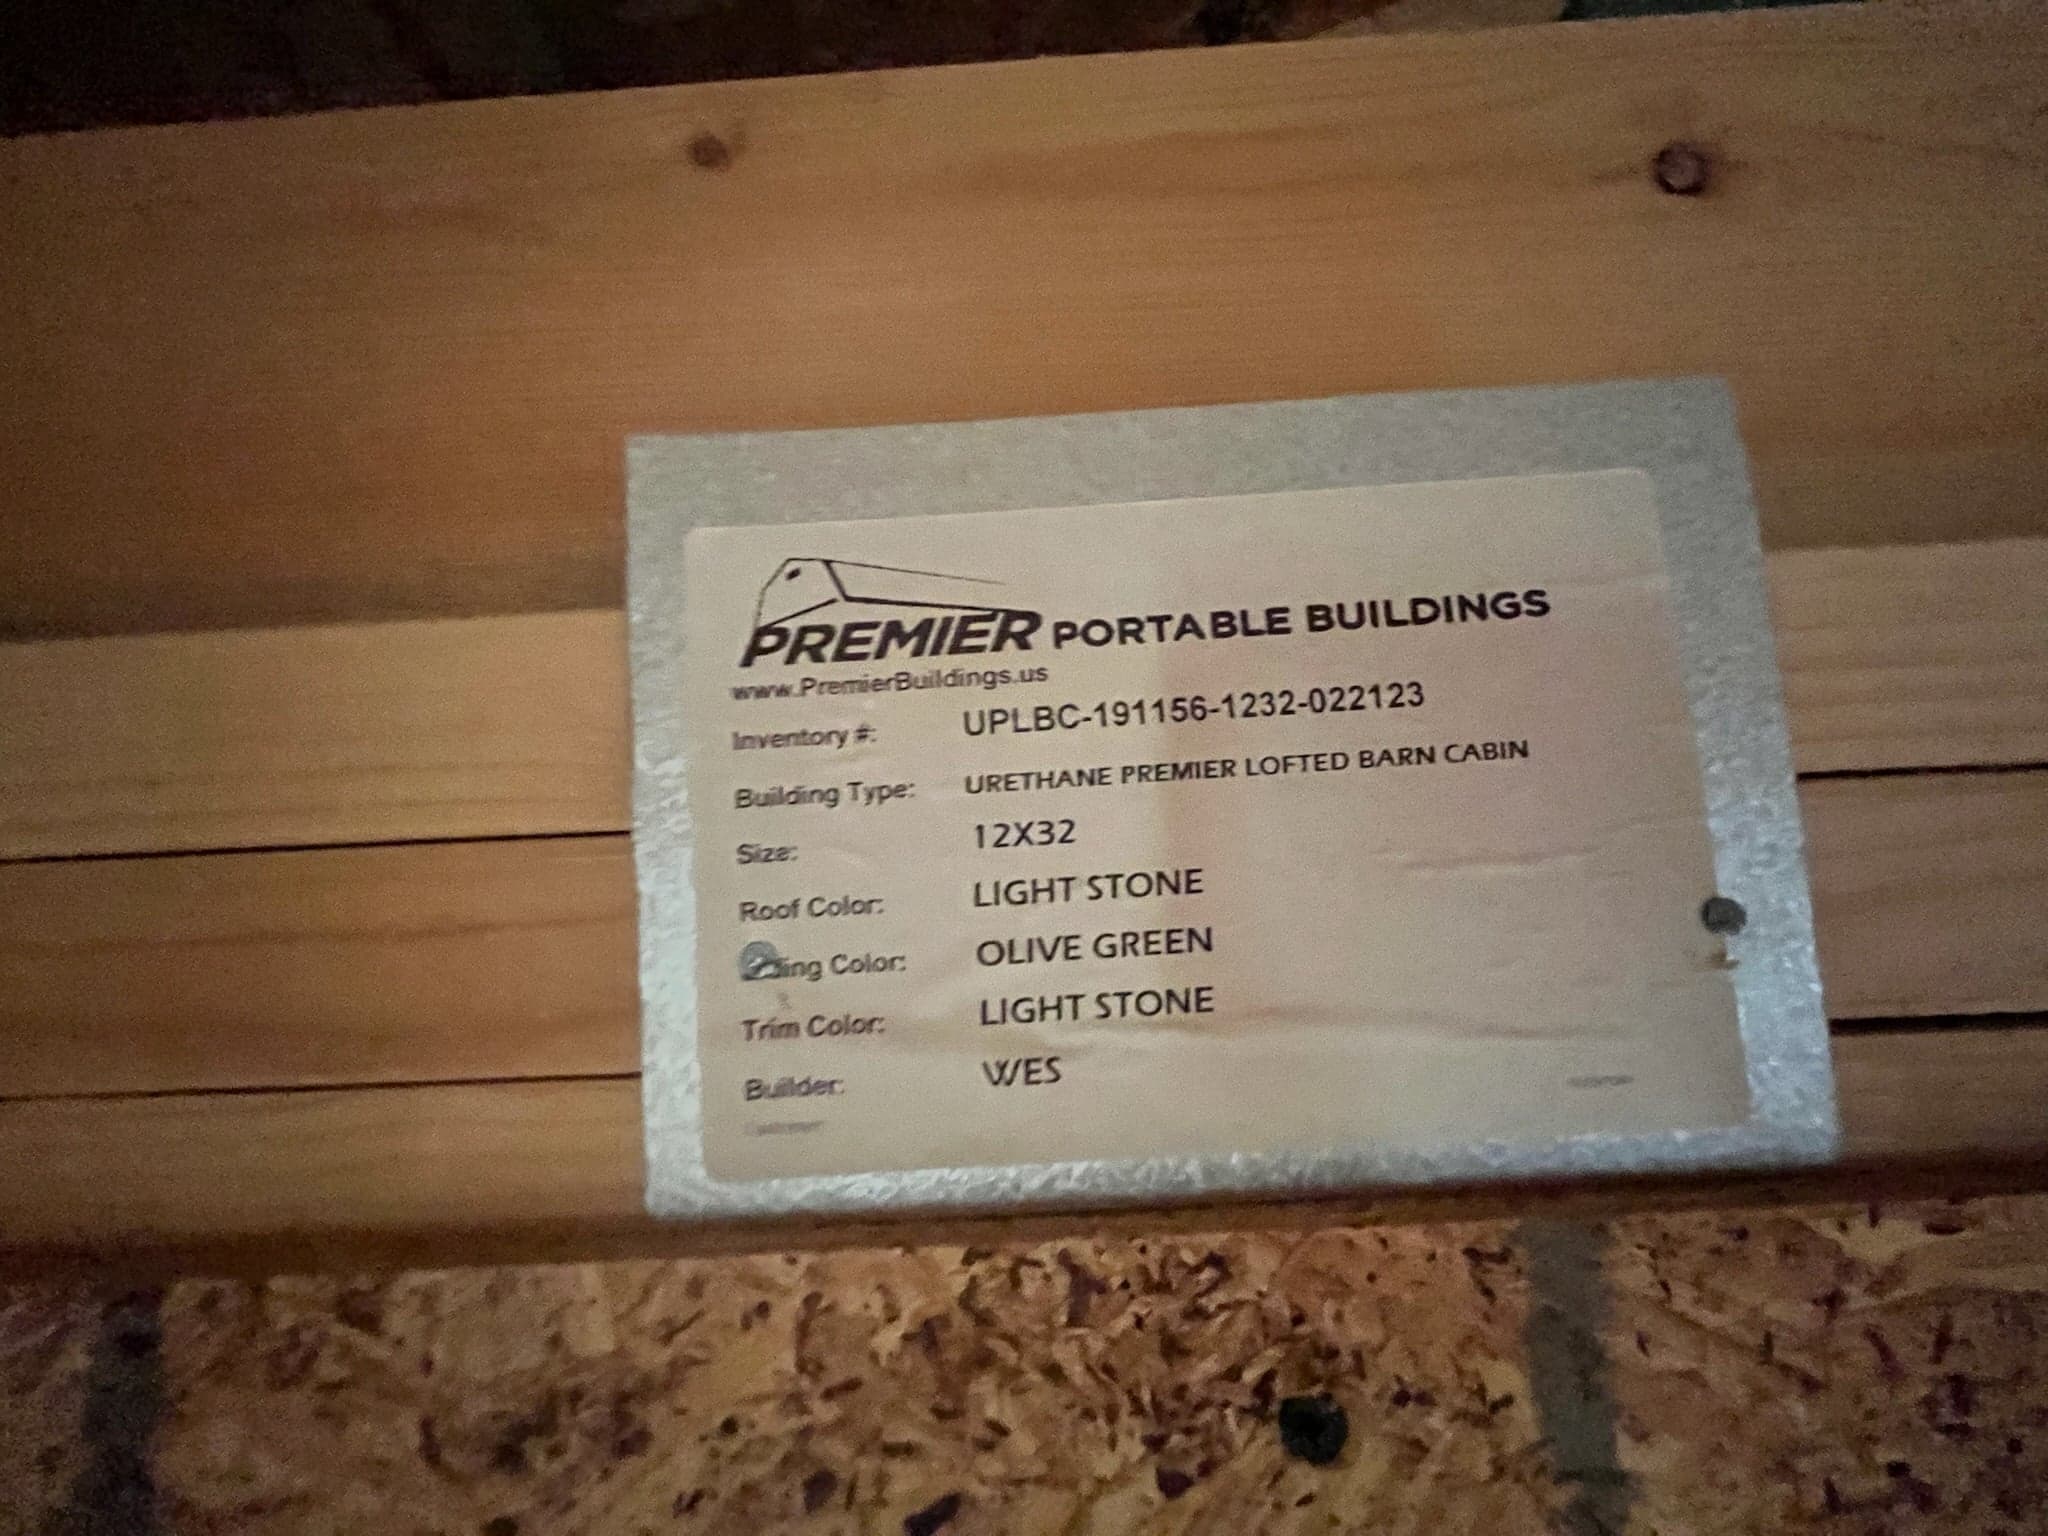 PREMIER PORTABLE BUILDINGS
www.PremierBuildings.us
Inventory #: UPLBC-191156-1232-022123
Building Type: URETHANE PREMIER LOFTED BARN CABIN
Size: 12X32
Roof Color: LIGHT STONE
ding Color: OLIVE GREEN
Trim Color: LIGHT STONE
Builder: WES